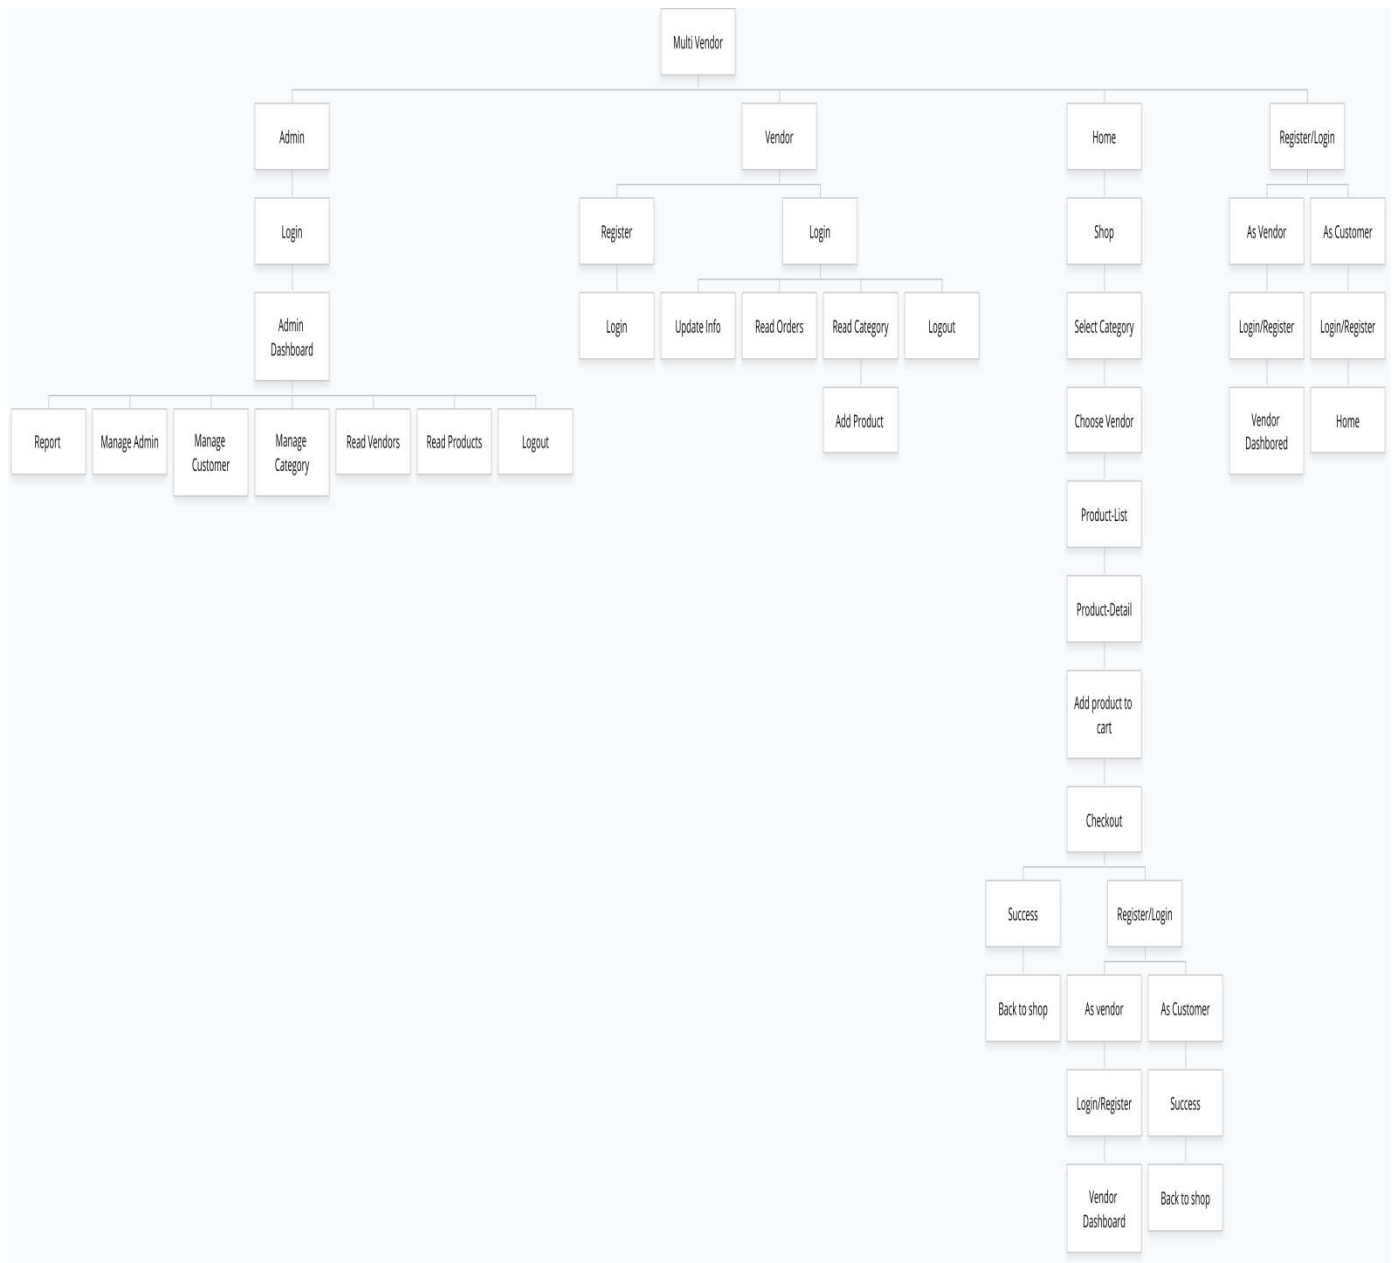 Multi Vendor
Admin
Vendor
Home
Register/Login
Login
Register
Login
Shop
As Vendor
As Customer
Admin
Dashboard
Login
Update Info
Read Orders
Read Category
Logout
Select Category
Login/Register
Login/Register
Report
Manage Admin
Manage
Customer
Manage
Category
Read Vendors
Read Products
Logout
Add Product
Choose Vendor
Vendor
Dashbored
Home
Product-List
Product-Detail
Add product to
cart
Checkout
Success
Register/Login
Back to shop
As vendor
As Customer
Login/Register
Success
Vendor
Dashboard
Back to shop